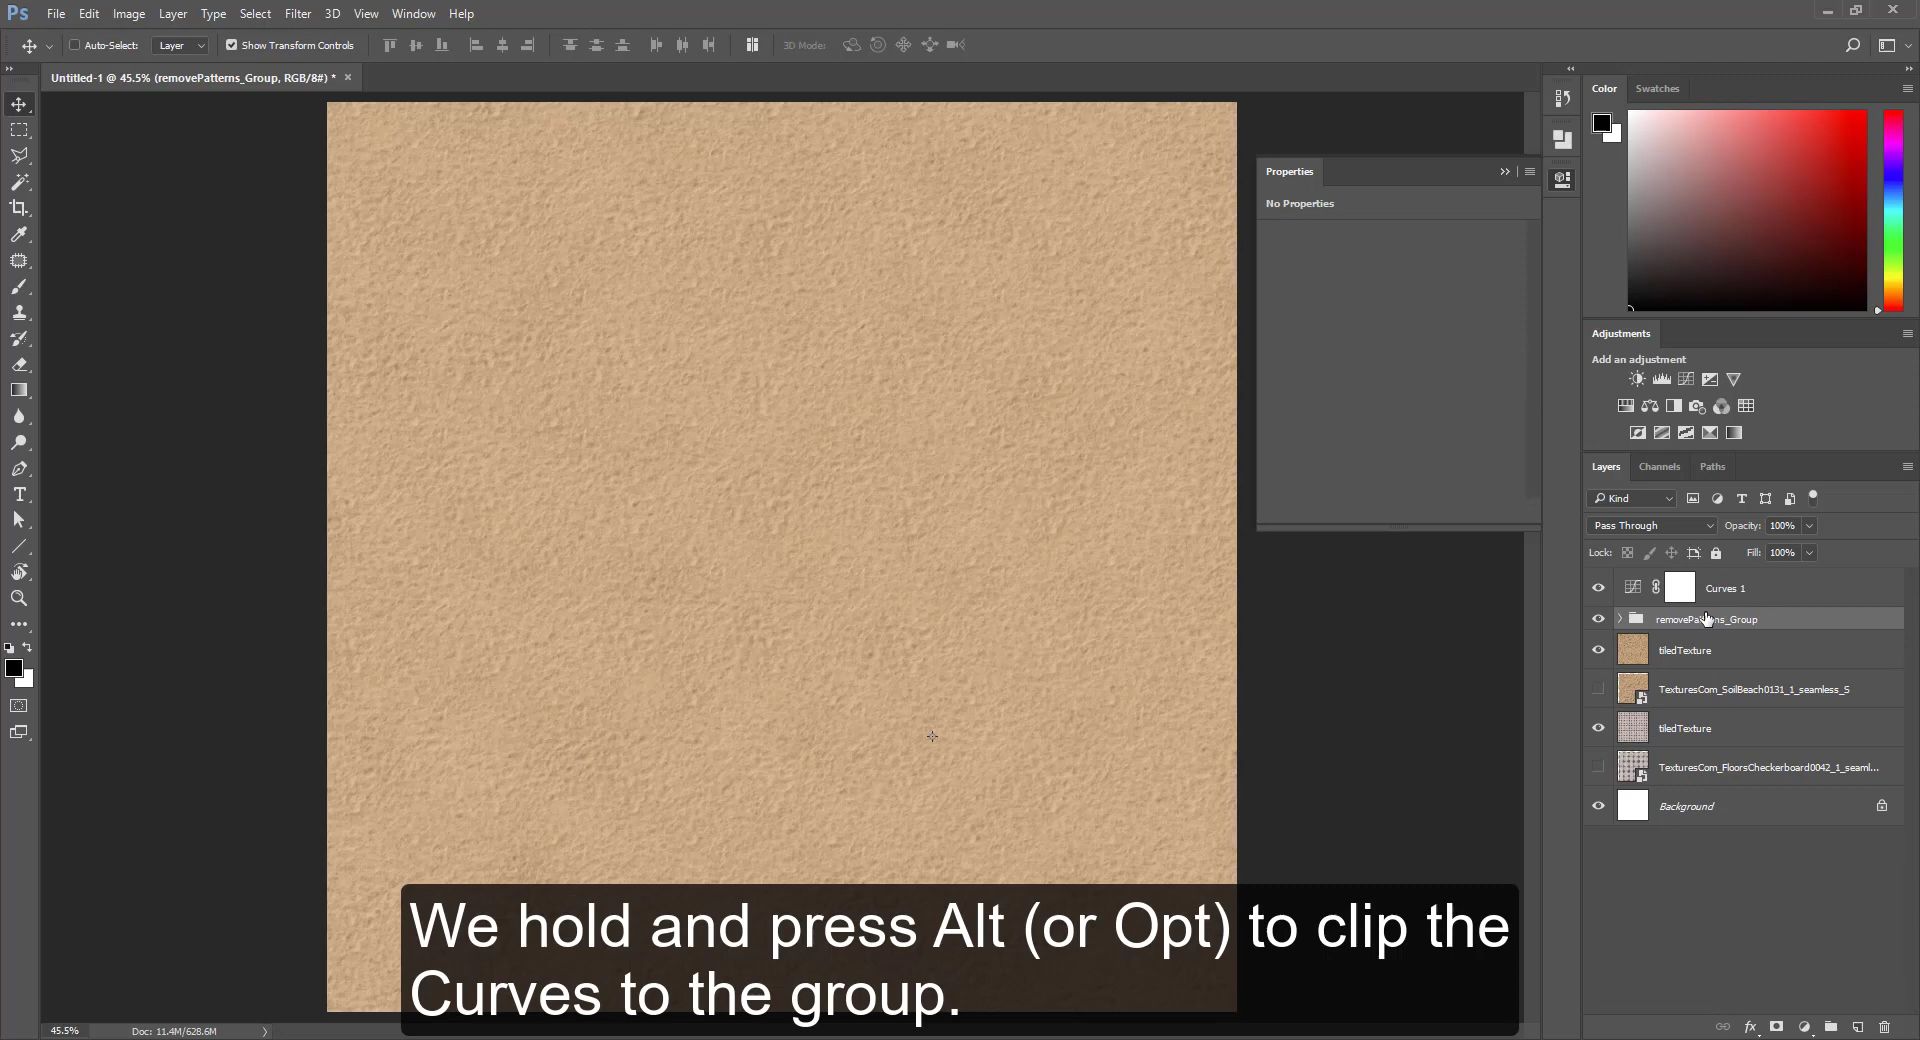 Ps File Edit Image Layer Type Select Filter 3D View Window Help
Auto-Select: Layer Show Transform Controls 3D Mode:
Untitled-1 @ 45.5% (removePatterns_Group, RGB/8#) * ×
Color Swatches
Properties
No Properties
Adjustments
Add an adjustment
Layers Channels Paths
Kind
Pass Through Opacity: 100%
Lock: Fill: 100%
Curves 1
removePatterns_Group
tiledTexture
TexturesCom_SoilBeach0131_1_seamless_S
tiledTexture
TexturesCom_FloorsCheckerboard0042_1_seaml...
Background
We hold and press Alt (or Opt) to clip the
Curves to the group.
45.5% Doc: 11.4M/628.6M